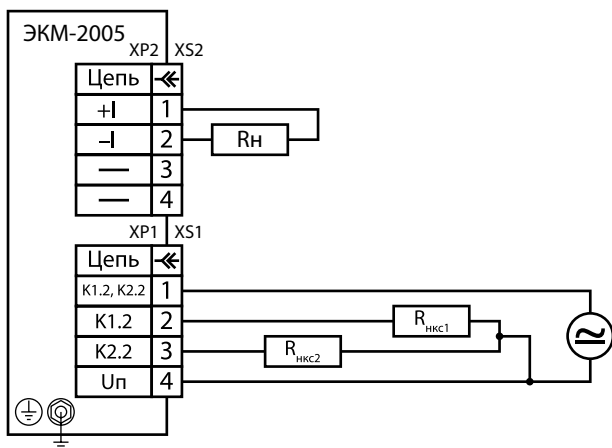 ЭКМ-2005
XP2 XS2
Цепь
+I 1
–I 2 Rн
— 3
— 4
XP1 XS1
Цепь
K1.2, K2.2 1
K1.2 2 Rнкс1
K2.2 3 Rнкс2
Uп 4